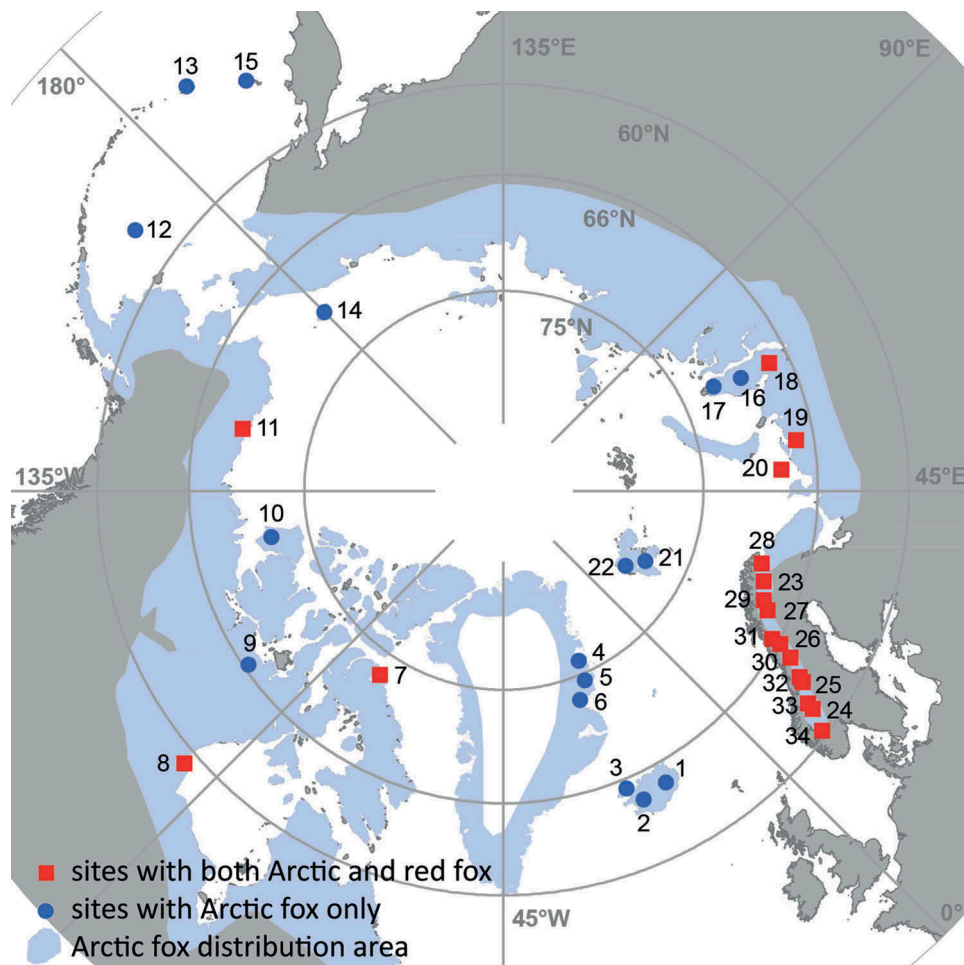 13 15
135°E
90°E
180°
60°N
66°N
12
14
75°N
18
17 16
19
11
20
135°W
45°E
10
28
22 21
23
29 27
31 26
9
4
30
7
5
32 25
6
33 24
34
8
3 1
2
sites with both Arctic and red fox
sites with Arctic fox only
45°W
0°
Arctic fox distribution area